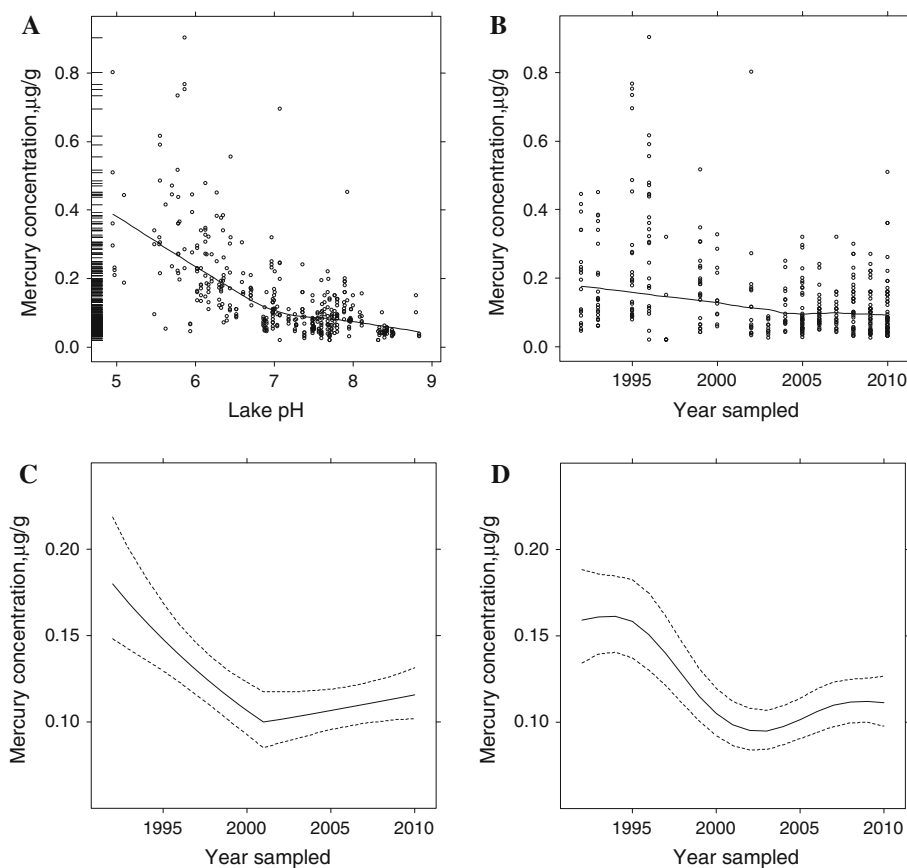 A
Mercury concentration,µg/g
0.8
0.6
0.4
0.2
0.0
5 6 7 8 9
Lake pH
B
Mercury concentration,µg/g
0.8
0.6
0.4
0.2
0.0
1995 2000 2005 2010
Year sampled
C
Mercury concentration,µg/g
0.20
0.15
0.10
1995 2000 2005 2010
Year sampled
D
Mercury concentration,µg/g
0.20
0.15
0.10
1995 2000 2005 2010
Year sampled